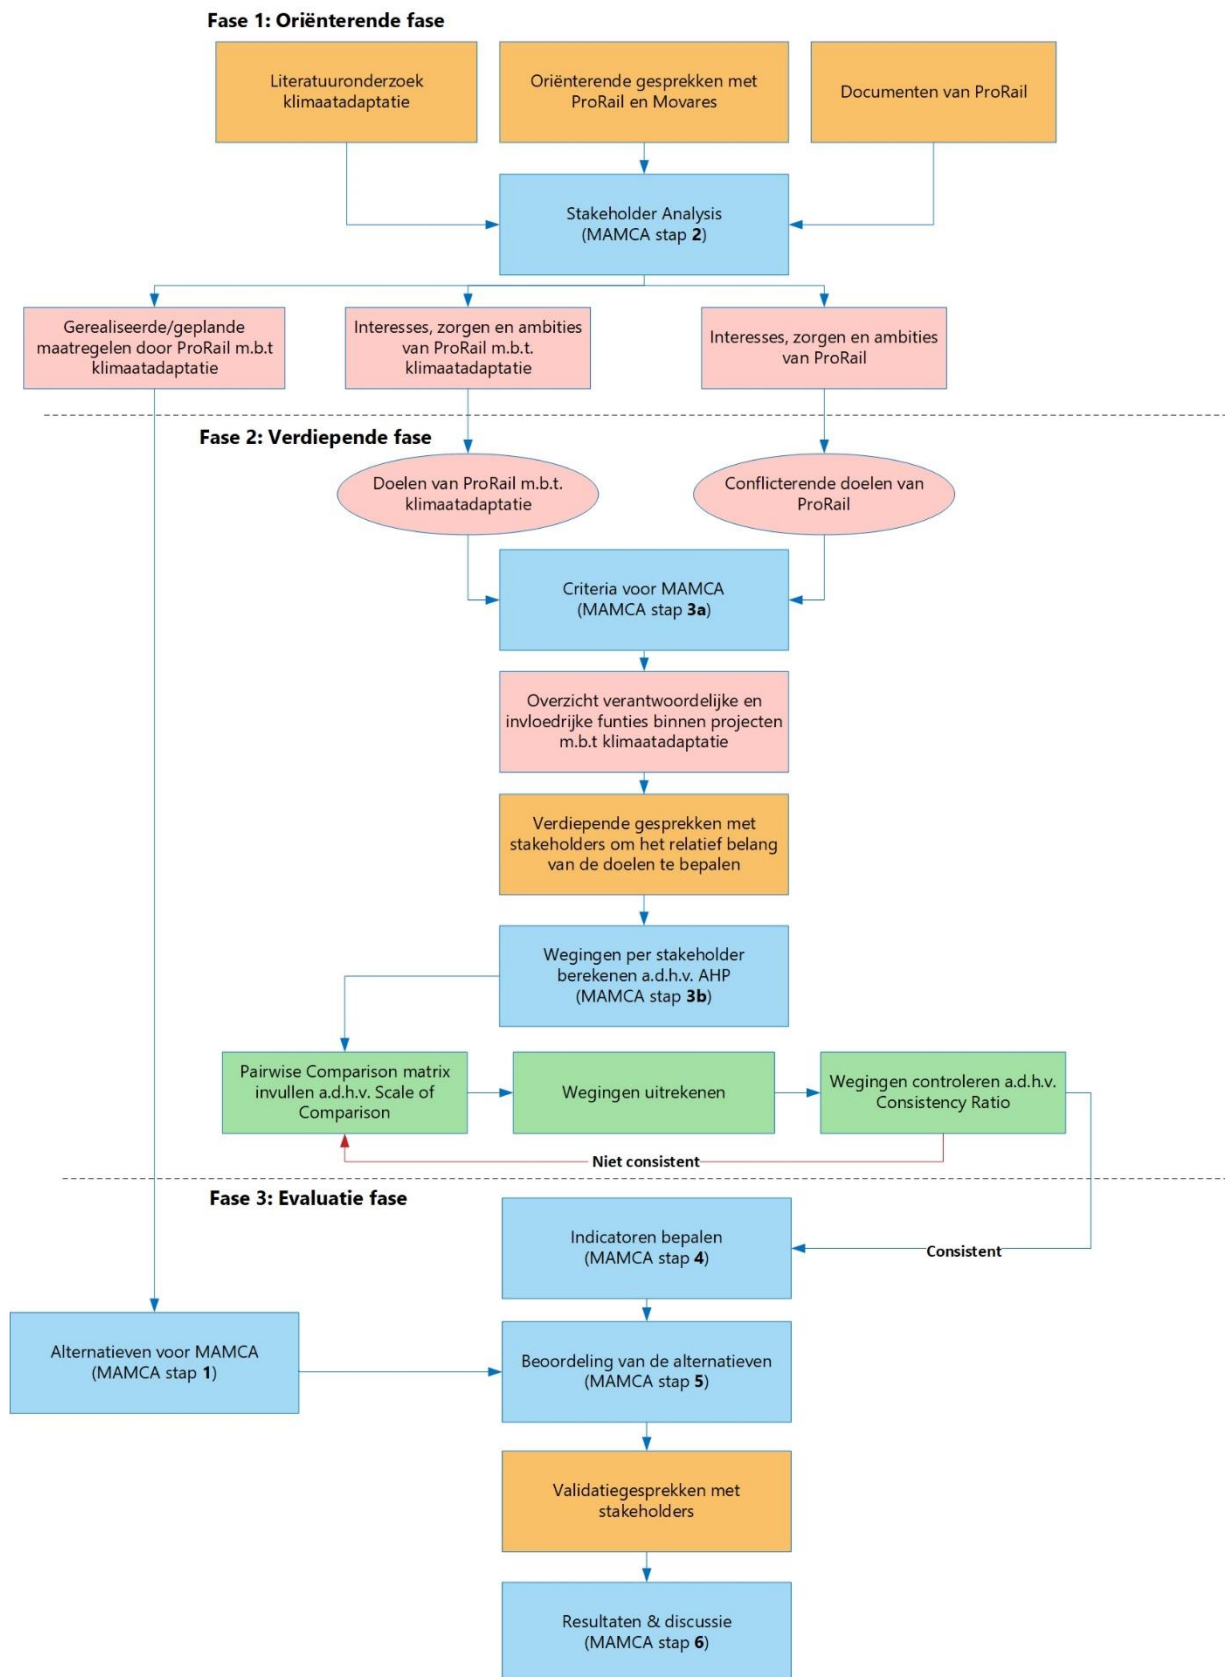 Fase 1: Oriënterende fase
Literatuuronderzoek
klimaatadaptatie
Oriënterende gesprekken met
ProRail en Movares
Documenten van ProRail
Stakeholder Analysis
(MAMCA stap 2)
Gerealiseerde/geplande
maatregelen door ProRail m.b.t
klimaatadaptatie
Interesses, zorgen en ambities
van ProRail m.b.t.
klimaatadaptatie
Interesses, zorgen en ambities
van ProRail
Fase 2: Verdiepende fase
Doelen van ProRail m.b.t.
klimaatadaptatie
Conflicterende doelen van
ProRail
Criteria voor MAMCA
(MAMCA stap 3a)
Overzicht verantwoordelijke en
invloedrijke funties binnen projecten
m.b.t klimaatadaptatie
Verdiepende gesprekken met
stakeholders om het relatief belang
van de doelen te bepalen
Wegingen per stakeholder
berekenen a.d.h.v. AHP
(MAMCA stap 3b)
Pairwise Comparison matrix
invullen a.d.h.v. Scale of
Comparison
Wegingen uitrekenen
Wegingen controleren a.d.h.v.
Consistency Ratio
Niet consistent
Fase 3: Evaluatie fase
Indicatoren bepalen
(MAMCA stap 4)
Consistent
Alternatieven voor MAMCA
(MAMCA stap 1)
Beoordeling van de alternatieven
(MAMCA stap 5)
Validatiegesprekken met
stakeholders
Resultaten & discussie
(MAMCA stap 6)